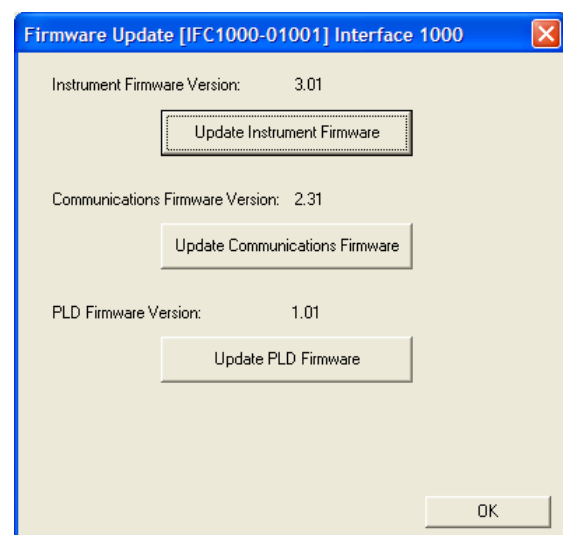 Firmware Update [IFC1000-01001] Interface 1000
Instrument Firmware Version: 3.01
Update Instrument Firmware
Communications Firmware Version: 2.31
Update Communications Firmware
PLD Firmware Version: 1.01
Update PLD Firmware
OK